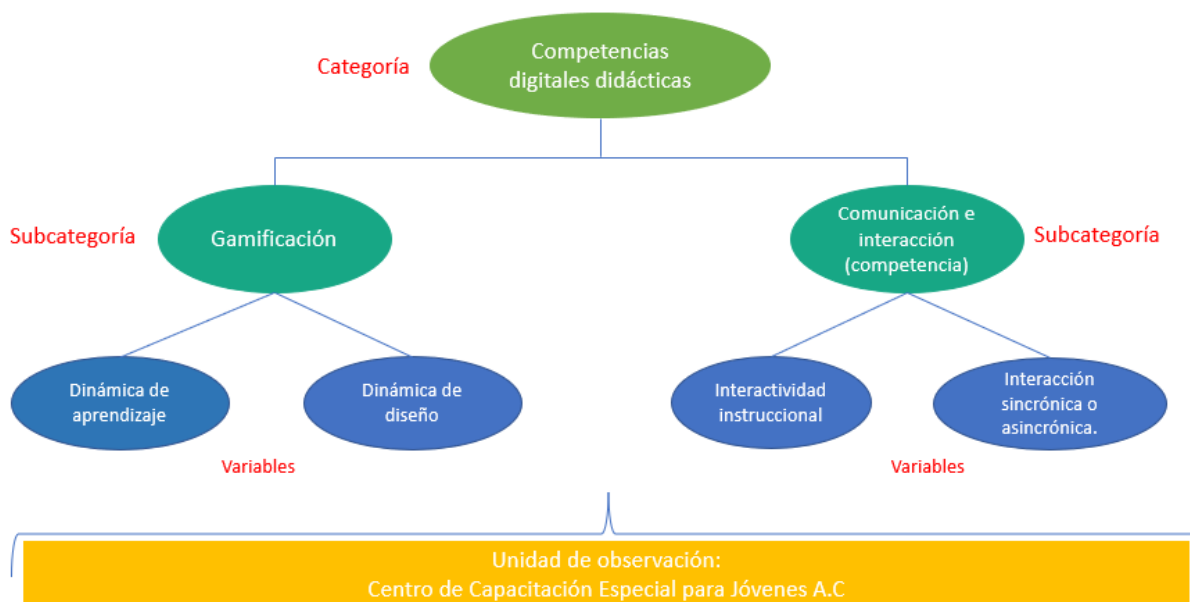 Competencias
digitales didácticas
Categoría
Subcategoría
Gamificación
Comunicación e
interacción
(competencia)
Subcategoría
Dinámica de
aprendizaje
Dinámica de
diseño
Interactividad
instruccional
Interacción
sincrónica o
asincrónica.
Variables
Variables
Unidad de observación:
Centro de Capacitación Especial para Jóvenes A.C